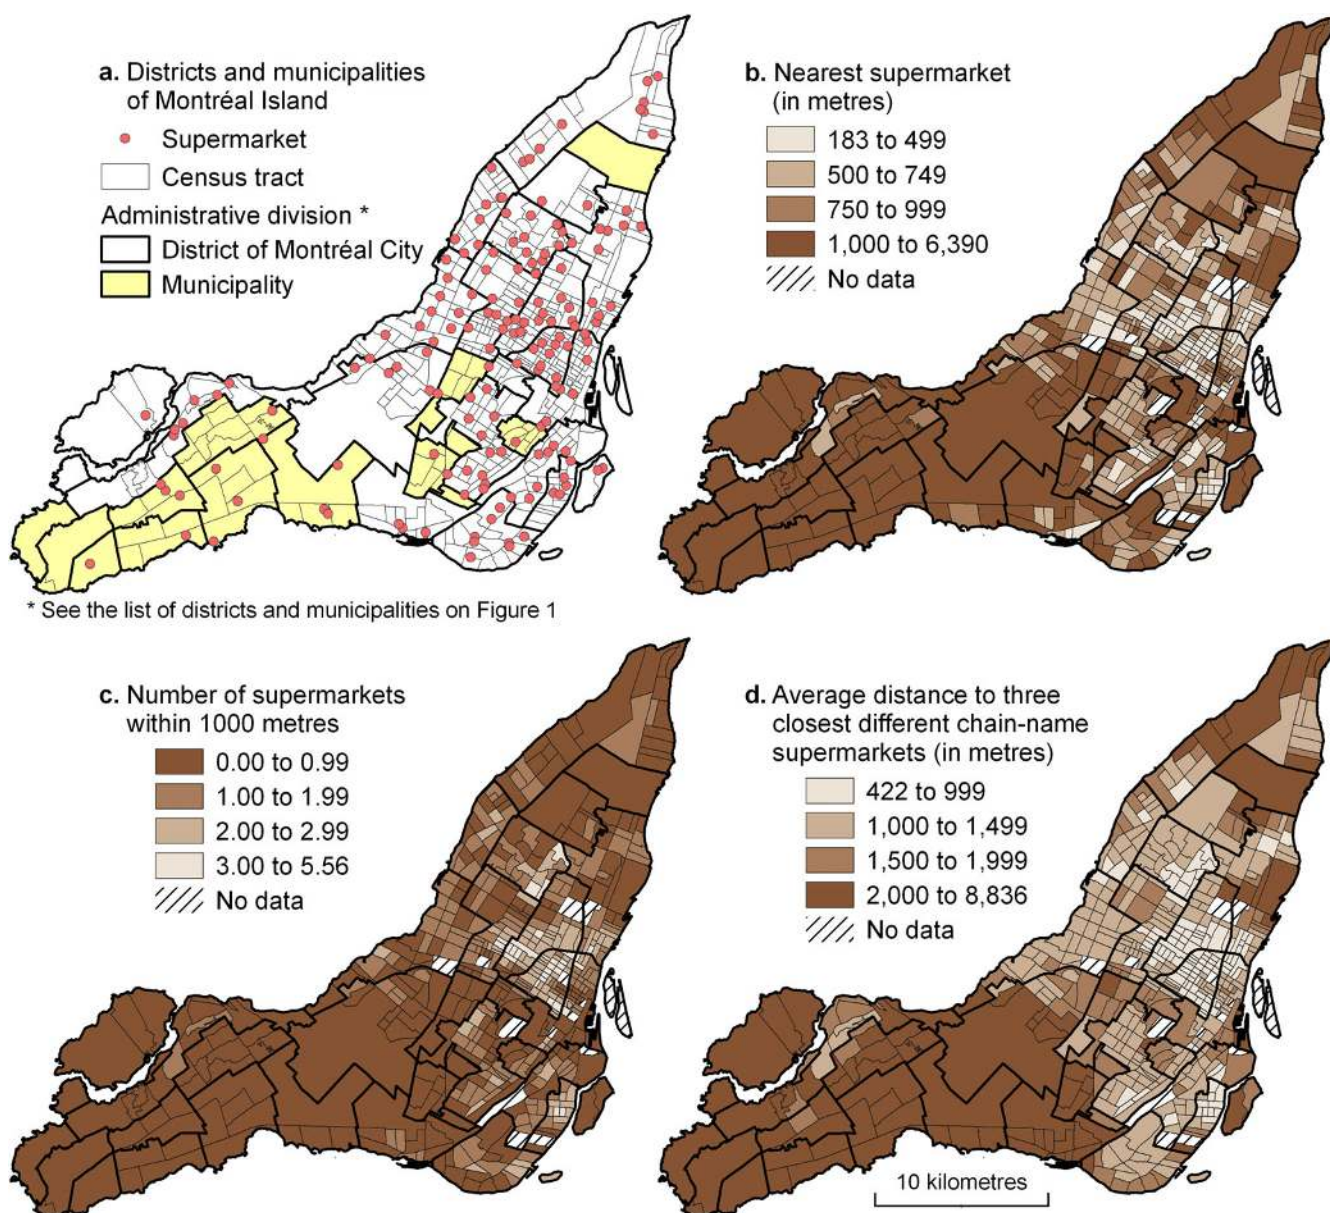 a. Districts and municipalities
of Montréal Island
Supermarket
Census tract
Administrative division *
District of Montréal City
Municipality
* See the list of districts and municipalities on Figure 1
b. Nearest supermarket
(in metres)
183 to 499
500 to 749
750 to 999
1,000 to 6,390
No data
c. Number of supermarkets
within 1000 metres
0.00 to 0.99
1.00 to 1.99
2.00 to 2.99
3.00 to 5.56
No data
d. Average distance to three
closest different chain-name
supermarkets (in metres)
422 to 999
1,000 to 1,499
1,500 to 1,999
2,000 to 8,836
No data
10 kilometres